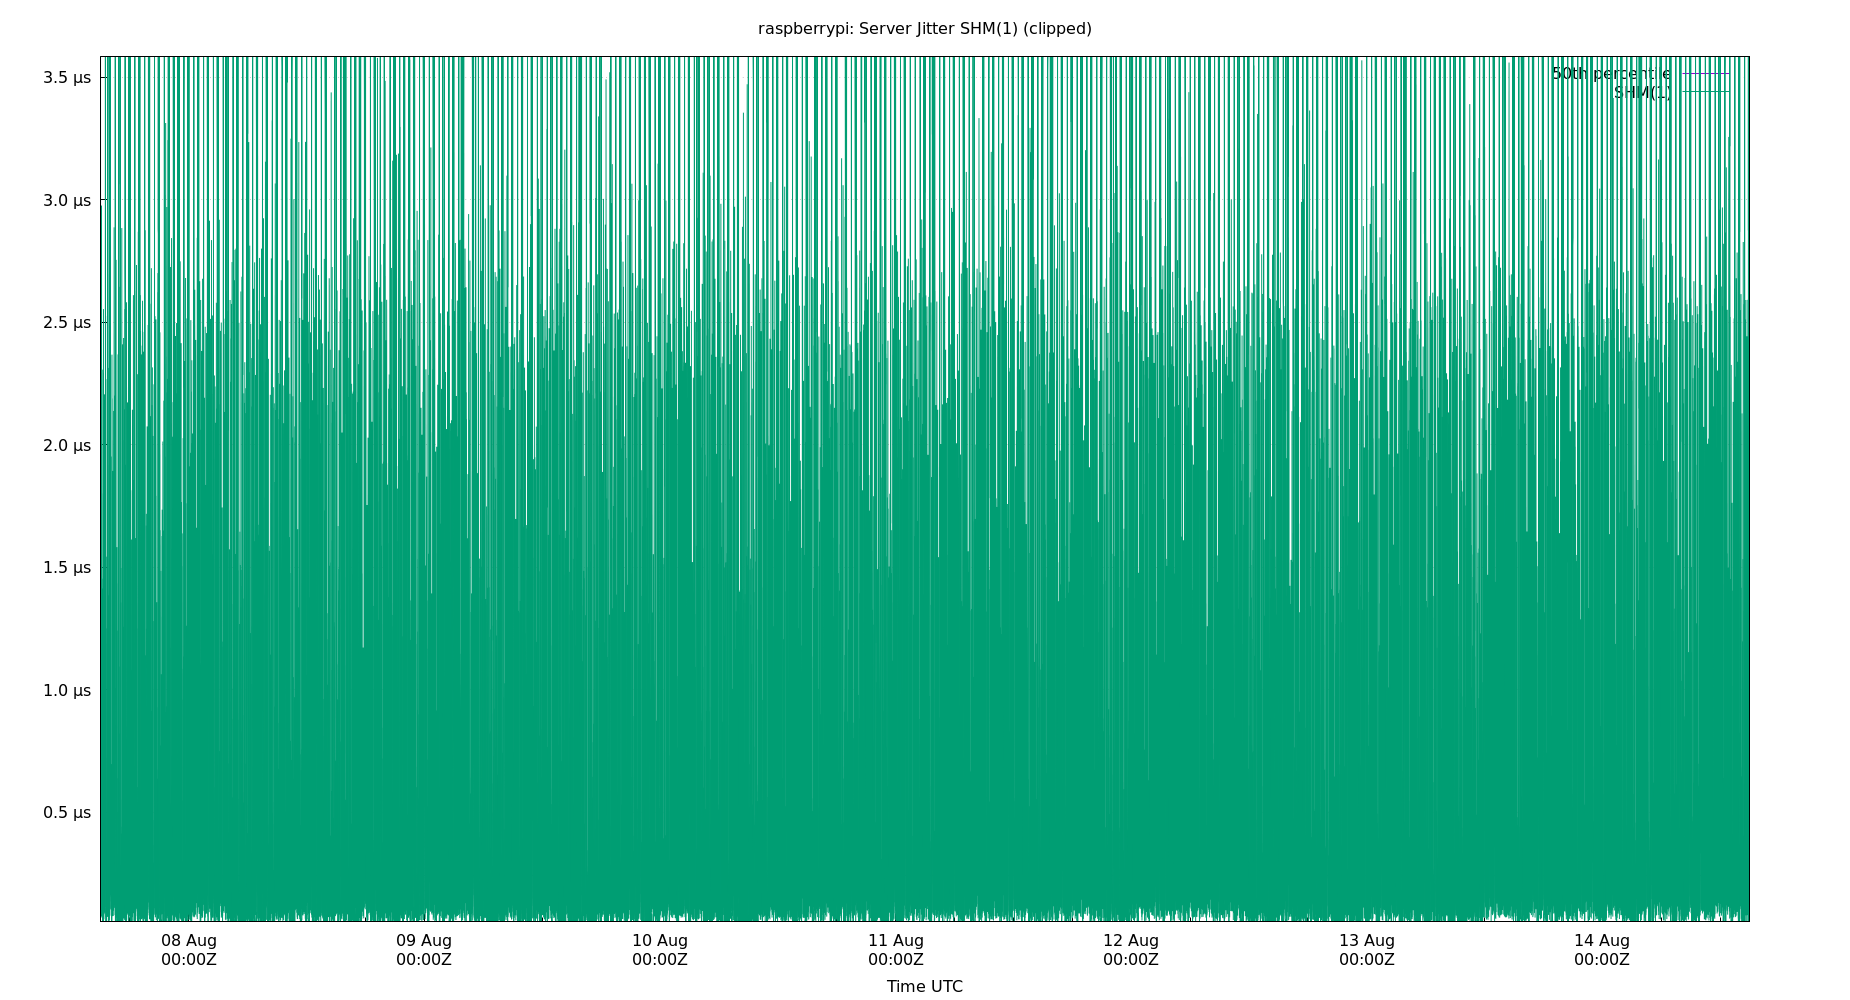 raspberrypi: Server Jitter SHM(1) (clipped)
3.5 µs
50th percentile
SHM(1)
3.0 µs
2.5 µs
2.0 µs
1.5 µs
1.0 µs
0.5 µs
08 Aug 09 Aug 10 Aug 11 Aug 12 Aug 13 Aug 14 Aug
00:00Z 00:00Z 00:00Z 00:00Z 00:00Z 00:00Z 00:00Z
Time UTC